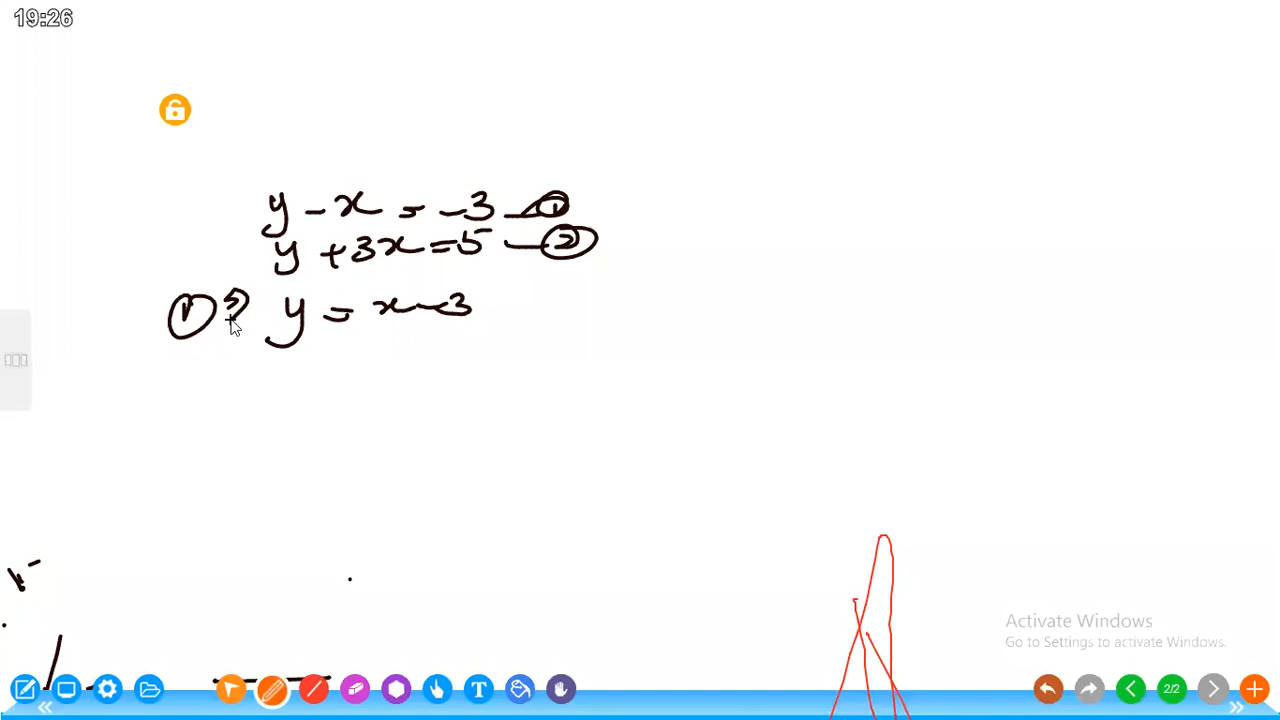 19:26
y - x = -3 — ①
y + 3x = 5 — ②
① ⇒ y = x - 3
Activate Windows
Go to Settings to activate Windows.
T
2/2